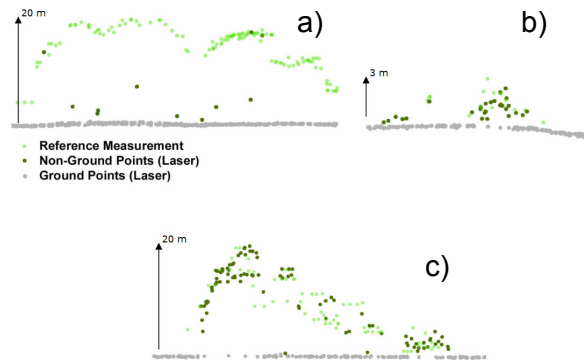 20 m
a)
b)
3 m
Reference Measurement
Non-Ground Points (Laser)
Ground Points (Laser)
20 m
c)